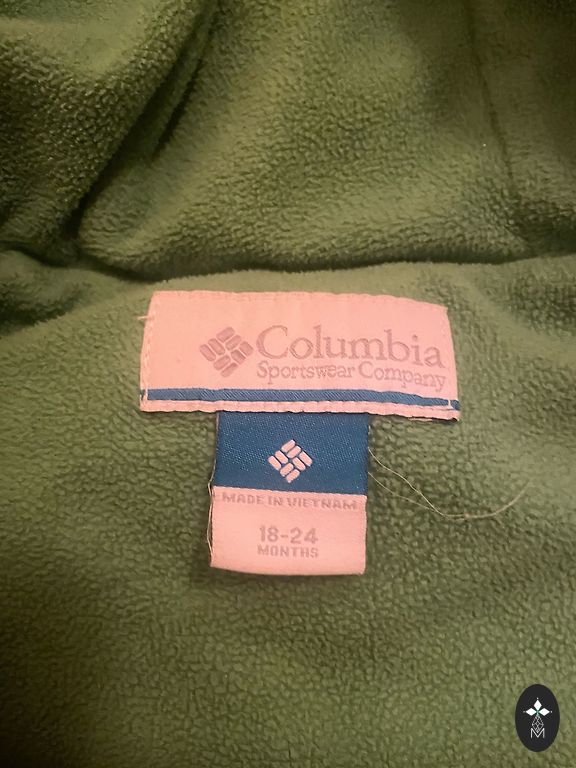 Columbia
Sportswear Company
MADE IN VIETNAM
18-24
MONTHS
M